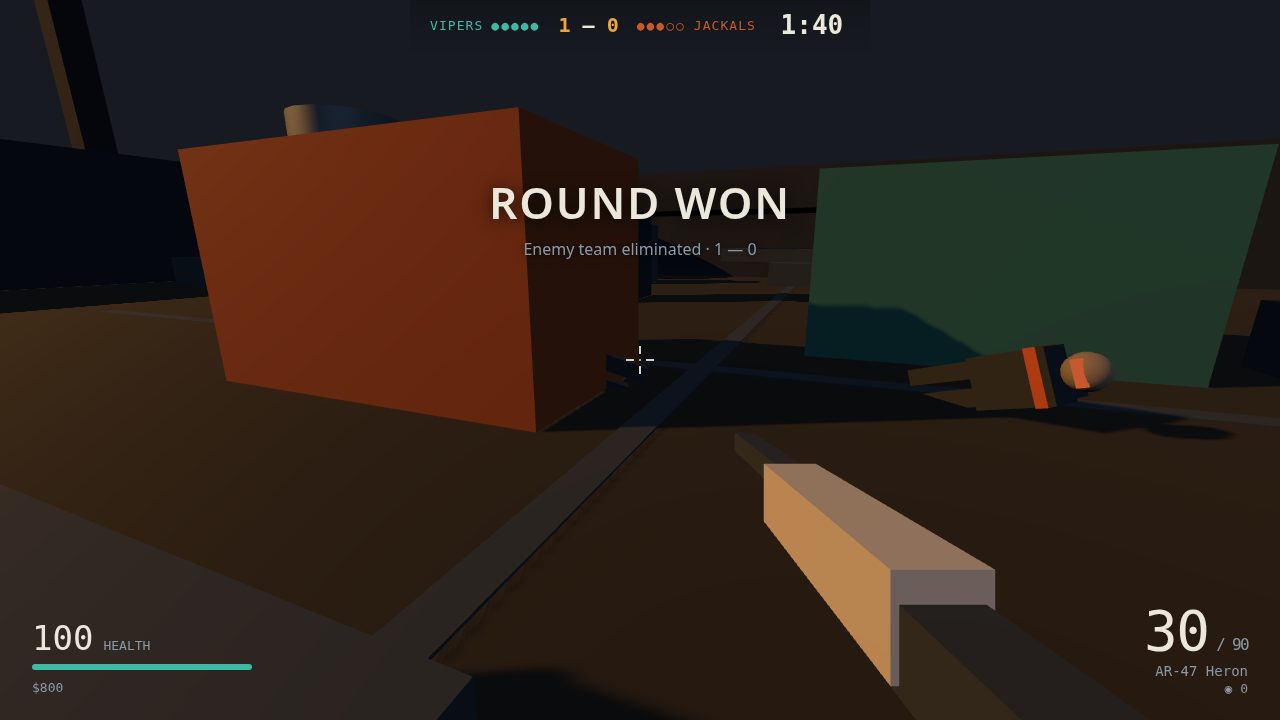 VIPERS ●●●●● 1 — 0 ●●●○○ JACKALS 1:40
ROUND WON
Enemy team eliminated · 1 — 0
100 HEALTH
$800
30 / 90
AR-47 Heron
◉ 0